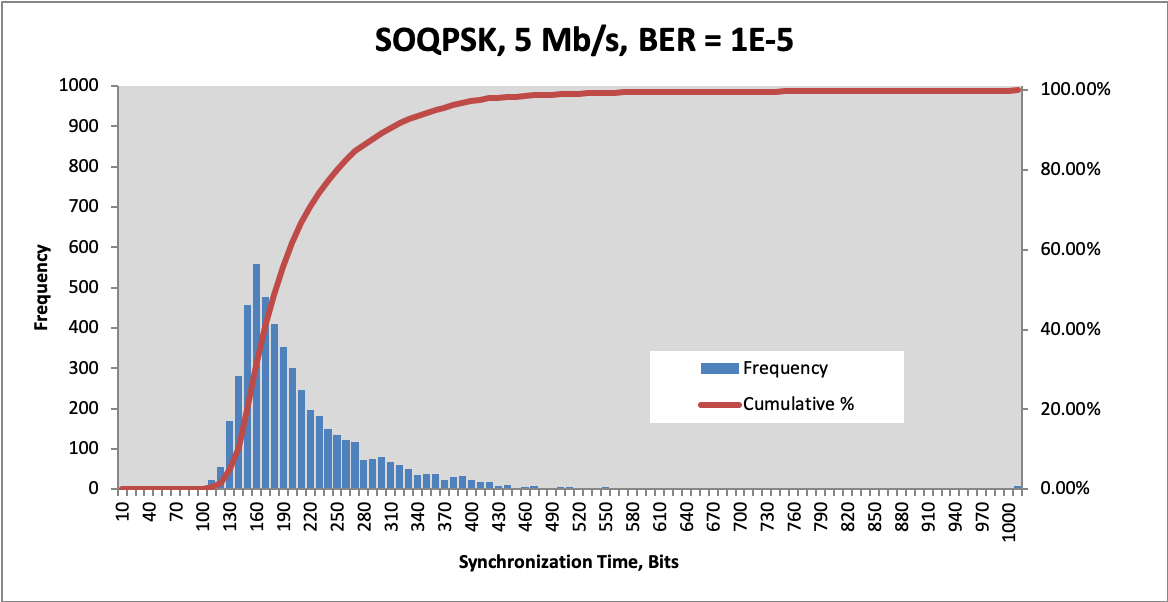 SOQPSK, 5 Mb/s, BER = 1E-5
1000
900
800
700
600
500
400
300
200
100
0
Frequency
100.00%
80.00%
60.00%
40.00%
20.00%
0.00%
Frequency
Cumulative %
10 40 70 100 130 160 190 220 250 280 310 340 370 400 430 460 490 520 550 580 610 640 670 700 730 760 790 820 850 880 910 940 970 1000
Synchronization Time, Bits